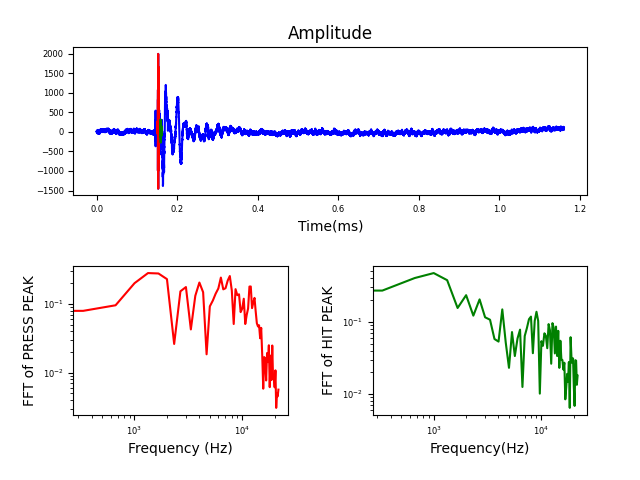 Amplitude
2000
1500
1000
500
0
−500
−1000
−1500
0.0 0.2 0.4 0.6 0.8 1.0 1.2
Time(ms)
FFT of PRESS PEAK
10⁻¹
10⁻²
10³ 10⁴
Frequency (Hz)
FFT of HIT PEAK
10⁻¹
10⁻²
10³ 10⁴
Frequency(Hz)